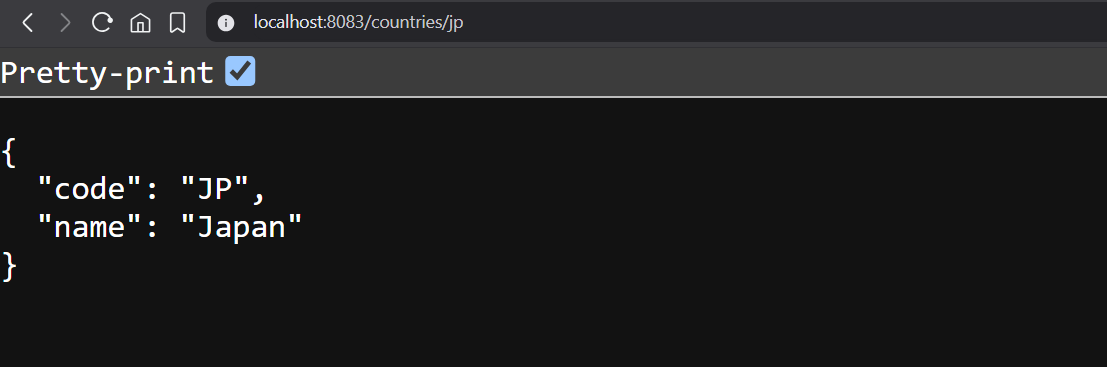 localhost:8083/countries/jp
Pretty-print
{
  "code": "JP",
  "name": "Japan"
}